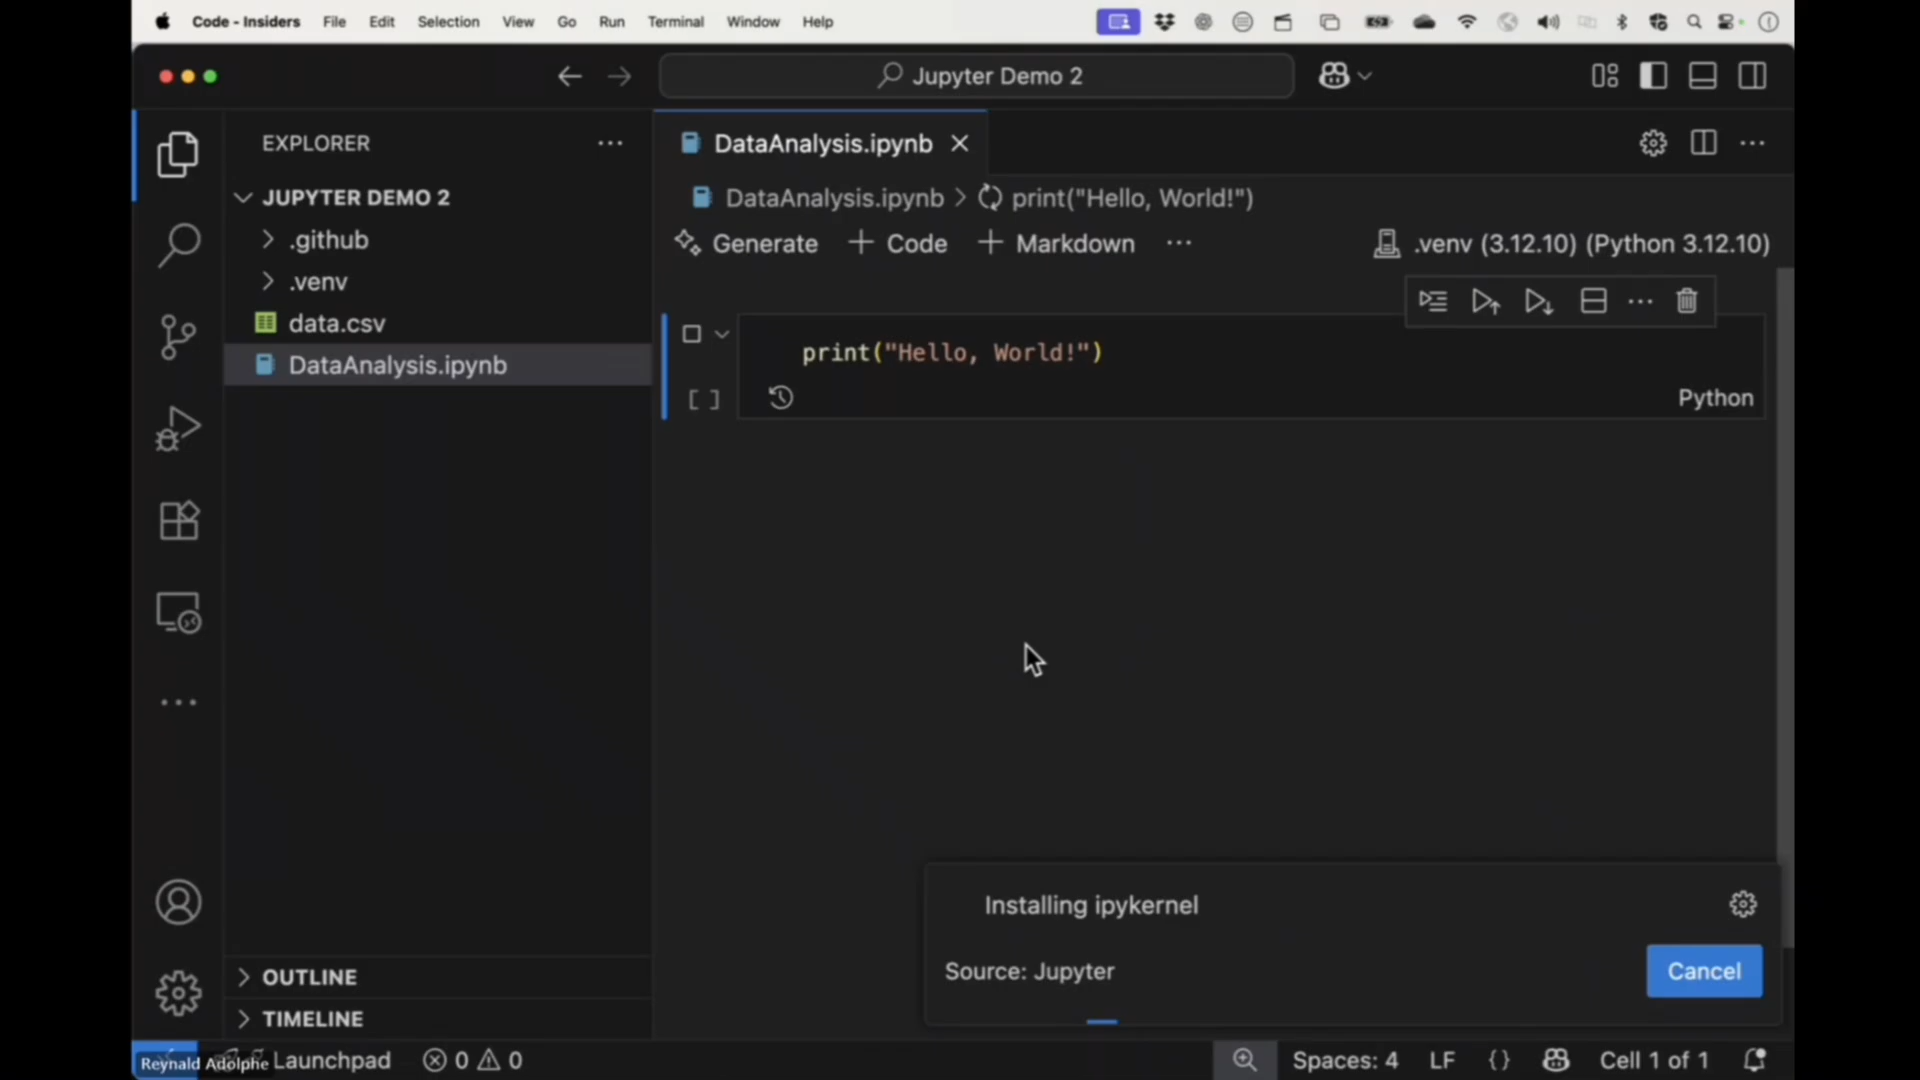 Code - Insiders File Edit Selection View Go Run Terminal Window Help
Jupyter Demo 2
EXPLORER
JUPYTER DEMO 2
.github
.venv
data.csv
DataAnalysis.ipynb
OUTLINE
TIMELINE
DataAnalysis.ipynb
DataAnalysis.ipynb > print("Hello, World!")
Generate + Code + Markdown ···
.venv (3.12.10) (Python 3.12.10)
print("Hello, World!")
[ ]
Python
Installing ipykernel
Source: Jupyter
Cancel
Reynald Adolphe
Launchpad 0 0
Spaces: 4 LF {} Cell 1 of 1